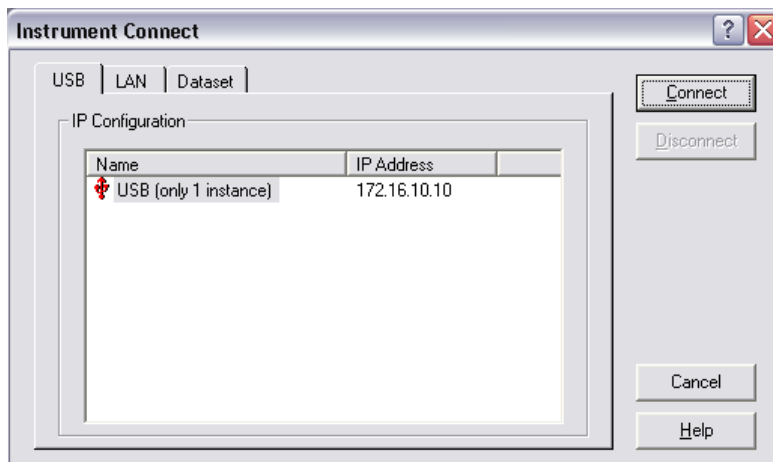 Instrument Connect
USB LAN Dataset
IP Configuration
Name IP Address
USB (only 1 instance) 172.16.10.10
Connect
Disconnect
Cancel
Help